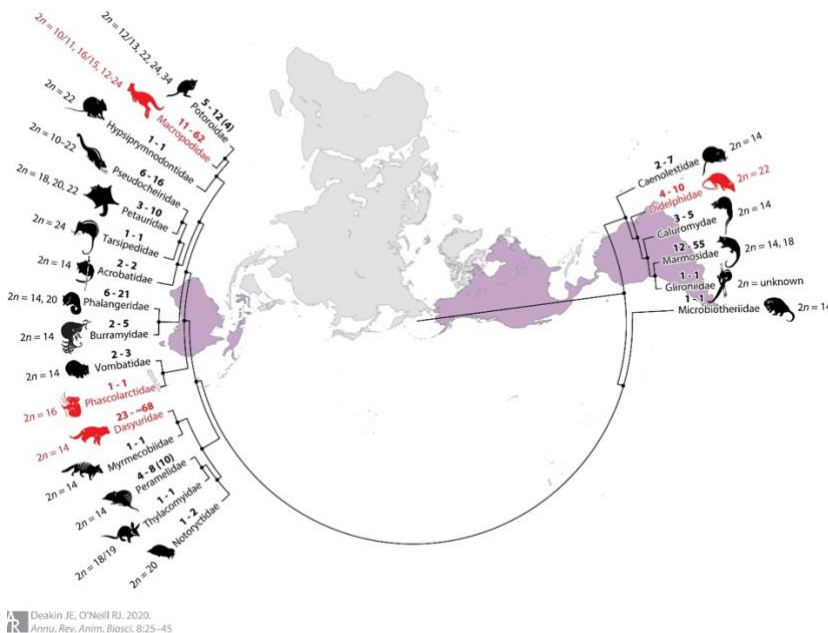 2n = 12/13, 22, 24, 34
5 - 12 (4)
Potoroidae
2n = 10/11, 16/15, 12-24
11 - 62
Macropodidae
2n = 22
1 - 1
Hypsiprymnodontidae
2n = 10–22
6 - 16
Pseudocheiridae
2n = 18, 20, 22
3 - 10
Petauridae
2n = 24
1 - 1
Tarsipedidae
2n = 14
2 - 2
Acrobatidae
2n = 14, 20
6 - 21
Phalangeridae
2n = 14
2 - 5
Burramyidae
2n = 14
2 - 3
Vombatidae
2n = 16
1 - 1
Phascolarctidae
2n = 14
23 - ~68
Dasyuridae
2n = 14
1 - 1
Myrmecobiidae
2n = 14
4 - 8 (10)
Peramelidae
2n = 18/19
1 - 1
Thylacomyidae
2n = 20
1 - 2
Notoryctidae
2 - 7
Caenolestidae
2n = 14
4 - 10
Didelphidae
2n = 22
3 - 5
Caluromydae
2n = 14
12 - 55
Marmosidae
2n = 14, 18
1 - 1
Glironiidae
2n = unknown
1 - 1
Microbiotheriidae
2n = 14
AR Deakin JE, O'Neill RJ. 2020.
Annu. Rev. Anim. Biosci. 8:25–45